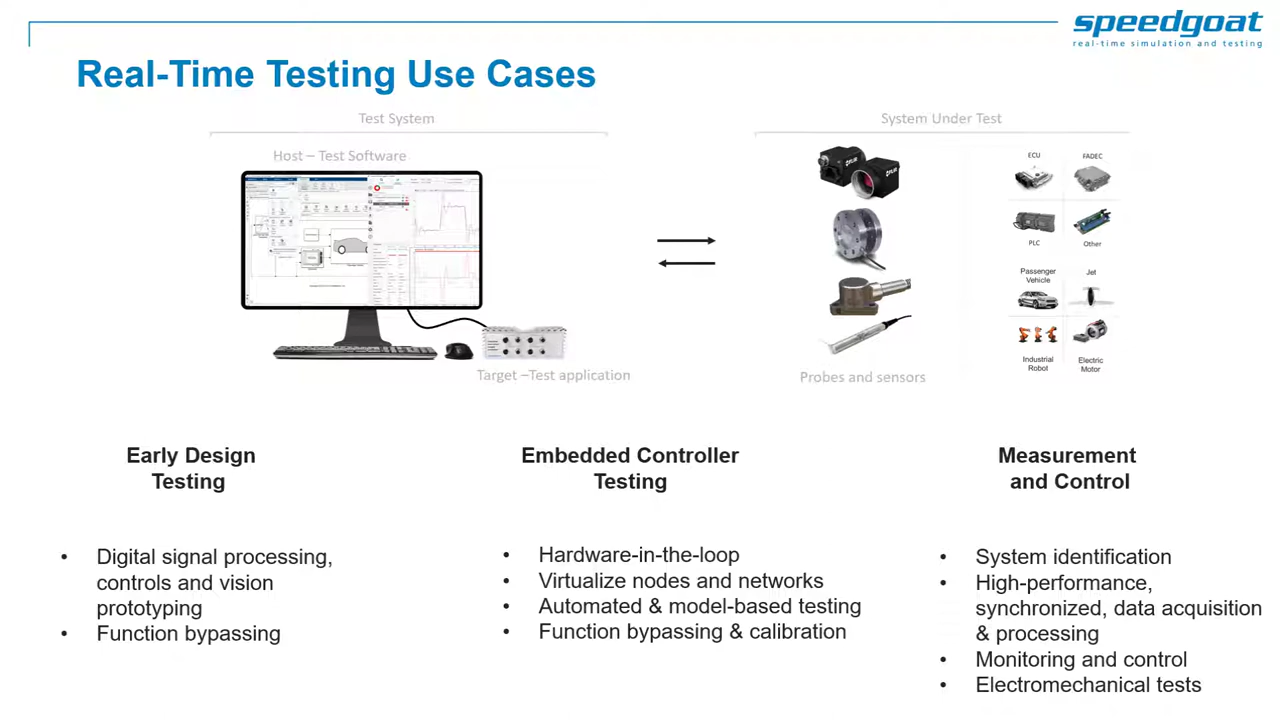 speedgoat
real-time simulation and testing
Real-Time Testing Use Cases
Test System
System Under Test
Host – Test Software
Target –Test application
Probes and sensors
ECU
FADEC
PLC
Other
Passenger
Vehicle
Jet
Industrial
Robot
Electric
Motor
Early Design
Testing
• Digital signal processing,
controls and vision
prototyping
• Function bypassing
Embedded Controller
Testing
• Hardware-in-the-loop
• Virtualize nodes and networks
• Automated & model-based testing
• Function bypassing & calibration
Measurement
and Control
• System identification
• High-performance,
synchronized, data acquisition
& processing
• Monitoring and control
• Electromechanical tests